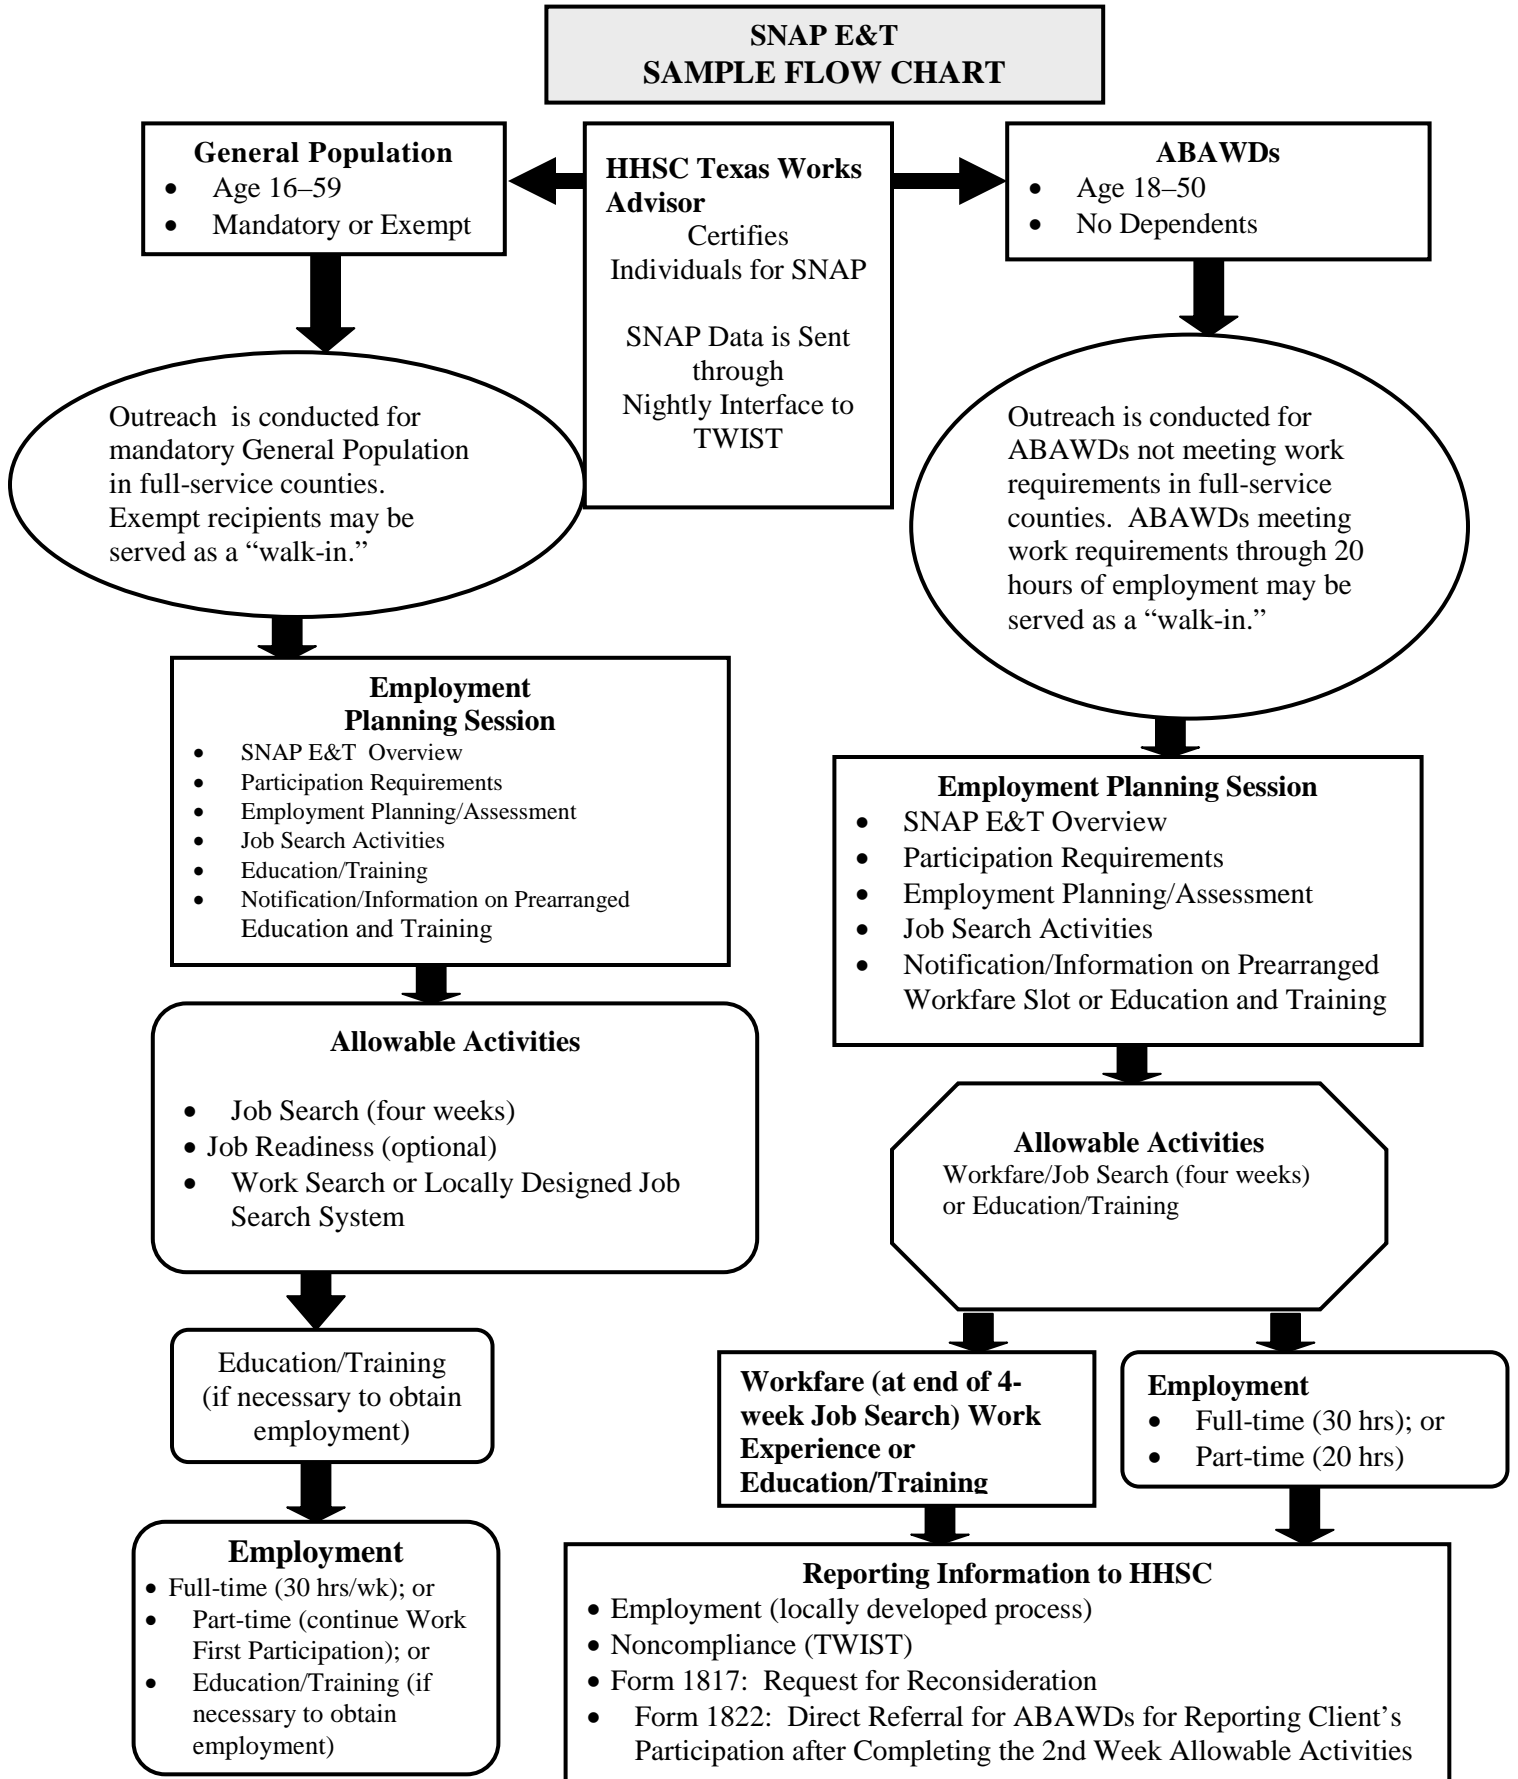 SNAP E&T
SAMPLE FLOW CHART
General Population
• Age 16–59
• Mandatory or Exempt
HHSC Texas Works
Advisor
Certifies
Individuals for SNAP
SNAP Data is Sent
through
Nightly Interface to
TWIST
ABAWDs
• Age 18–50
• No Dependents
Outreach is conducted for
mandatory General Population
in full-service counties.
Exempt recipients may be
served as a “walk-in.”
Outreach is conducted for
ABAWDs not meeting work
requirements in full-service
counties. ABAWDs meeting
work requirements through 20
hours of employment may be
served as a “walk-in.”
Employment
Planning Session
• SNAP E&T Overview
• Participation Requirements
• Employment Planning/Assessment
• Job Search Activities
• Education/Training
• Notification/Information on Prearranged
Education and Training
Employment Planning Session
• SNAP E&T Overview
• Participation Requirements
• Employment Planning/Assessment
• Job Search Activities
• Notification/Information on Prearranged
Workfare Slot or Education and Training
Allowable Activities
• Job Search (four weeks)
• Job Readiness (optional)
• Work Search or Locally Designed Job
Search System
Allowable Activities
Workfare/Job Search (four weeks)
or Education/Training
Education/Training
(if necessary to obtain
employment)
Workfare (at end of 4-
week Job Search) Work
Experience or
Education/Training
Employment
• Full-time (30 hrs); or
• Part-time (20 hrs)
Employment
• Full-time (30 hrs/wk); or
• Part-time (continue Work
First Participation); or
• Education/Training (if
necessary to obtain
employment)
Reporting Information to HHSC
• Employment (locally developed process)
• Noncompliance (TWIST)
• Form 1817: Request for Reconsideration
• Form 1822: Direct Referral for ABAWDs for Reporting Client’s
Participation after Completing the 2nd Week Allowable Activities